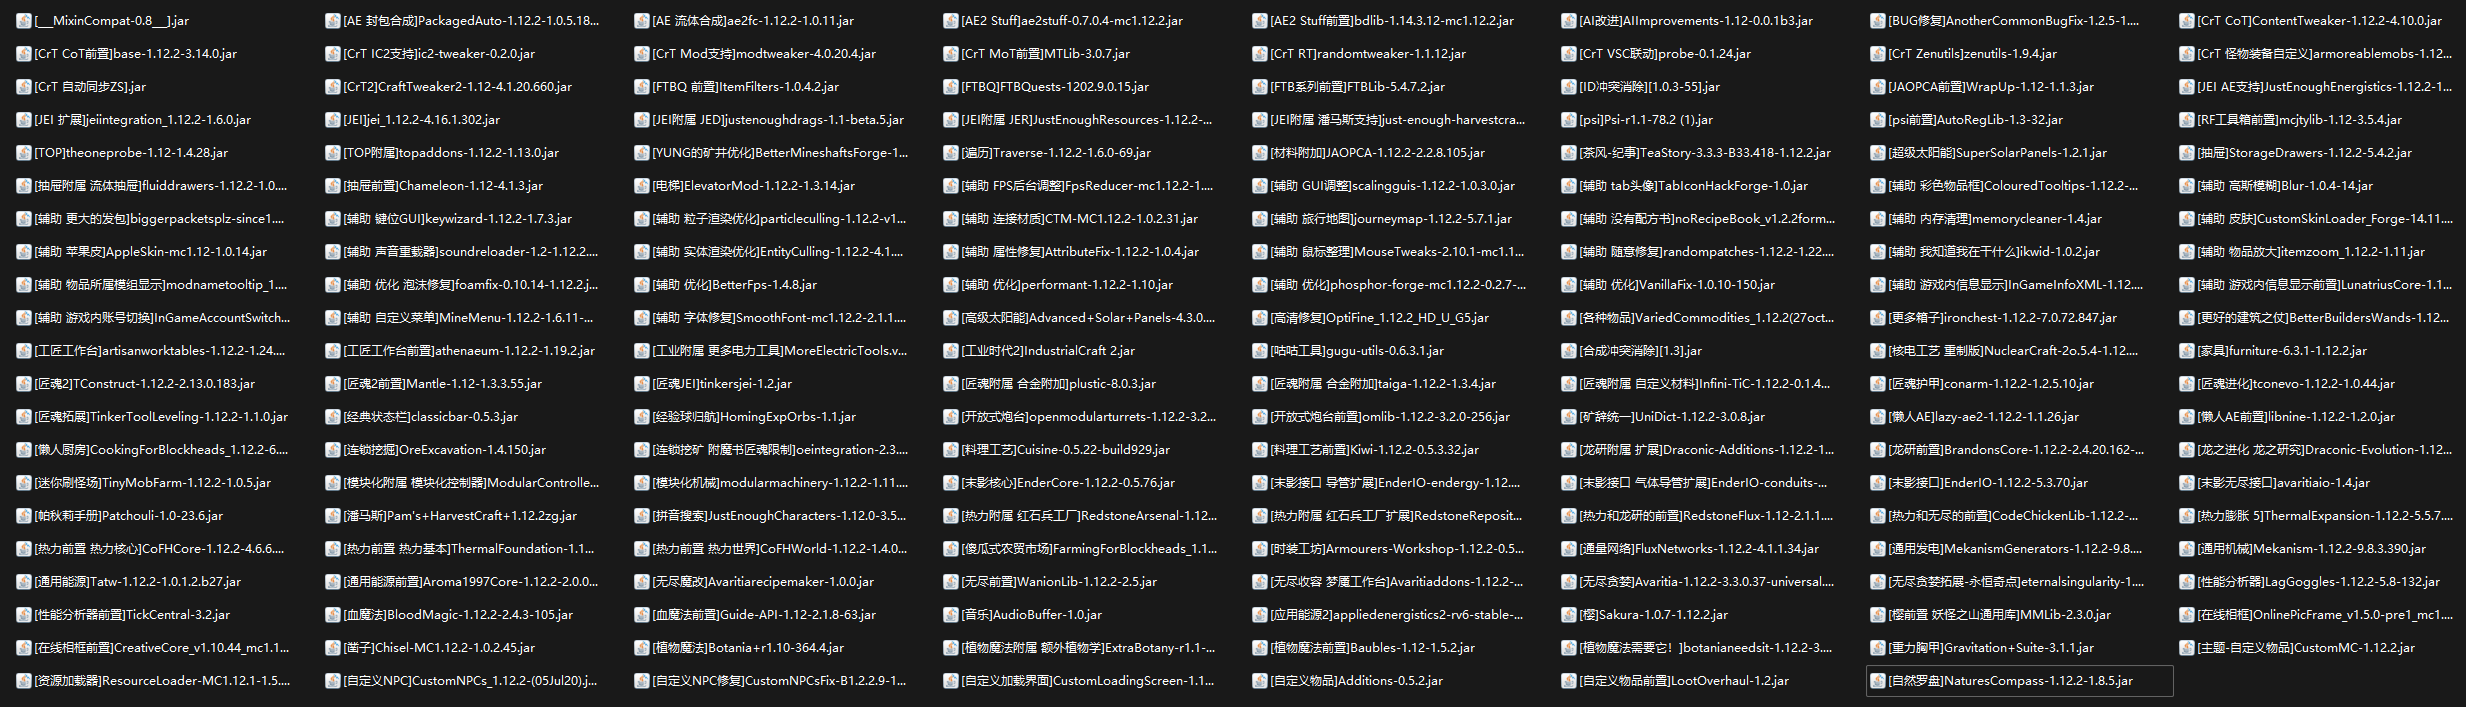 [__MixinCompat-0.8__].jar
[AE 封包合成]PackagedAuto-1.12.2-1.0.5.18...
[AE 流体合成]ae2fc-1.12.2-1.0.11.jar
[AE2 Stuff]ae2stuff-0.7.0.4-mc1.12.2.jar
[AE2 Stuff前置]bdlib-1.14.3.12-mc1.12.2.jar
[AI改进]AIImprovements-1.12-0.0.1b3.jar
[BUG修复]AnotherCommonBugFix-1.2.5-1....
[CrT CoT]ContentTweaker-1.12.2-4.10.0.jar
[CrT CoT前置]base-1.12.2-3.14.0.jar
[CrT IC2支持]ic2-tweaker-0.2.0.jar
[CrT Mod支持]modtweaker-4.0.20.4.jar
[CrT MoT前置]MTLib-3.0.7.jar
[CrT RT]randomtweaker-1.1.12.jar
[CrT VSC联动]probe-0.1.24.jar
[CrT Zenutils]zenutils-1.9.4.jar
[CrT 怪物装备自定义]armoreablemobs-1.12...
[CrT 自动同步ZS].jar
[CrT2]CraftTweaker2-1.12-4.1.20.660.jar
[FTBQ 前置]ItemFilters-1.0.4.2.jar
[FTBQ]FTBQuests-1202.9.0.15.jar
[FTB系列前置]FTBLib-5.4.7.2.jar
[ID冲突消除][1.0.3-55].jar
[JAOPCA前置]WrapUp-1.12-1.1.3.jar
[JEI AE支持]JustEnoughEnergistics-1.12.2-1...
[JEI 扩展]jeiintegration_1.12.2-1.6.0.jar
[JEI]jei_1.12.2-4.16.1.302.jar
[JEI附属 JED]justenoughdrags-1.1-beta.5.jar
[JEI附属 JER]JustEnoughResources-1.12.2-...
[JEI附属 潘马斯支持]just-enough-harvestcra...
[psi]Psi-r1.1-78.2 (1).jar
[psi前置]AutoRegLib-1.3-32.jar
[RF工具箱前置]mcjtylib-1.12-3.5.4.jar
[TOP]theoneprobe-1.12-1.4.28.jar
[TOP附属]topaddons-1.12.2-1.13.0.jar
[YUNG的矿井优化]BetterMineshaftsForge-1...
[遍历]Traverse-1.12.2-1.6.0-69.jar
[材料附加]JAOPCA-1.12.2-2.2.8.105.jar
[茶风-纪事]TeaStory-3.3.3-B33.418-1.12.2.jar
[超级太阳能]SuperSolarPanels-1.2.1.jar
[抽屉]StorageDrawers-1.12.2-5.4.2.jar
[抽屉附属 流体抽屉]fluiddrawers-1.12.2-1.0....
[抽屉前置]Chameleon-1.12-4.1.3.jar
[电梯]ElevatorMod-1.12.2-1.3.14.jar
[辅助 FPS后台调整]FpsReducer-mc1.12.2-1....
[辅助 GUI调整]scalingguis-1.12.2-1.0.3.0.jar
[辅助 tab头像]TabIconHackForge-1.0.jar
[辅助 彩色物品框]ColouredTooltips-1.12.2-...
[辅助 高斯模糊]Blur-1.0.4-14.jar
[辅助 更大的发包]biggerpacketsplz-since1....
[辅助 键位GUI]keywizard-1.12.2-1.7.3.jar
[辅助 粒子渲染优化]particleculling-1.12.2-v1...
[辅助 连接材质]CTM-MC1.12.2-1.0.2.31.jar
[辅助 旅行地图]journeymap-1.12.2-5.7.1.jar
[辅助 没有配方书]noRecipeBook_v1.2.2form...
[辅助 内存清理]memorycleaner-1.4.jar
[辅助 皮肤]CustomSkinLoader_Forge-14.11....
[辅助 苹果皮]AppleSkin-mc1.12-1.0.14.jar
[辅助 声音重载器]soundreloader-1.2-1.12.2....
[辅助 实体渲染优化]EntityCulling-1.12.2-4.1....
[辅助 属性修复]AttributeFix-1.12.2-1.0.4.jar
[辅助 鼠标整理]MouseTweaks-2.10.1-mc1.1...
[辅助 随意修复]randompatches-1.12.2-1.22....
[辅助 我知道我在干什么]ikwid-1.0.2.jar
[辅助 物品放大]itemzoom_1.12.2-1.11.jar
[辅助 物品所属模组显示]modnametooltip_1....
[辅助 优化 泡沫修复]foamfix-0.10.14-1.12.2.j...
[辅助 优化]BetterFps-1.4.8.jar
[辅助 优化]performant-1.12.2-1.10.jar
[辅助 优化]phosphor-forge-mc1.12.2-0.2.7-...
[辅助 优化]VanillaFix-1.0.10-150.jar
[辅助 游戏内信息显示]InGameInfoXML-1.12....
[辅助 游戏内信息显示前置]LunatriusCore-1.1...
[辅助 游戏内账号切换]InGameAccountSwitch...
[辅助 自定义菜单]MineMenu-1.12.2-1.6.11-...
[辅助 字体修复]SmoothFont-mc1.12.2-2.1.1....
[高级太阳能]Advanced+Solar+Panels-4.3.0....
[高清修复]OptiFine_1.12.2_HD_U_G5.jar
[各种物品]VariedCommodities_1.12.2(27oct...
[更多箱子]ironchest-1.12.2-7.0.72.847.jar
[更好的建筑之仗]BetterBuildersWands-1.12...
[工匠工作台]artisanworktables-1.12.2-1.24....
[工匠工作台前置]athenaeum-1.12.2-1.19.2.jar
[工业附属 更多电力工具]MoreElectricTools.v...
[工业时代2]IndustrialCraft 2.jar
[咕咕工具]gugu-utils-0.6.3.1.jar
[合成冲突消除][1.3].jar
[核电工艺 重制版]NuclearCraft-2o.5.4-1.12....
[家具]furniture-6.3.1-1.12.2.jar
[匠魂2]TConstruct-1.12.2-2.13.0.183.jar
[匠魂2前置]Mantle-1.12-1.3.3.55.jar
[匠魂JEI]tinkersjei-1.2.jar
[匠魂附属 合金附加]plustic-8.0.3.jar
[匠魂附属 合金附加]taiga-1.12.2-1.3.4.jar
[匠魂附属 自定义材料]Infini-TiC-1.12.2-0.1.4...
[匠魂护甲]conarm-1.12.2-1.2.5.10.jar
[匠魂进化]tconevo-1.12.2-1.0.44.jar
[匠魂拓展]TinkerToolLeveling-1.12.2-1.1.0.jar
[经典状态栏]classicbar-0.5.3.jar
[经验球归航]HomingExpOrbs-1.1.jar
[开放式炮台]openmodularturrets-1.12.2-3.2...
[开放式炮台前置]omlib-1.12.2-3.2.0-256.jar
[矿辞统一]UniDict-1.12.2-3.0.8.jar
[懒人AE]lazy-ae2-1.12.2-1.1.26.jar
[懒人AE前置]libnine-1.12.2-1.2.0.jar
[懒人厨房]CookingForBlockheads_1.12.2-6....
[连锁挖掘]OreExcavation-1.4.150.jar
[连锁挖矿 附魔书匠魂限制]oeintegration-2.3....
[料理工艺]Cuisine-0.5.22-build929.jar
[料理工艺前置]Kiwi-1.12.2-0.5.3.32.jar
[龙研附属 扩展]Draconic-Additions-1.12.2-1...
[龙研前置]BrandonsCore-1.12.2-2.4.20.162-...
[龙之进化 龙之研究]Draconic-Evolution-1.12...
[迷你刷怪场]TinyMobFarm-1.12.2-1.0.5.jar
[模块化附属 模块化控制器]ModularControlle...
[模块化机械]modularmachinery-1.12.2-1.11....
[末影核心]EnderCore-1.12.2-0.5.76.jar
[末影接口 导管扩展]EnderIO-endergy-1.12....
[末影接口 气体导管扩展]EnderIO-conduits-...
[末影接口]EnderIO-1.12.2-5.3.70.jar
[末影无尽接口]avaritiaio-1.4.jar
[帕秋莉手册]Patchouli-1.0-23.6.jar
[潘马斯]Pam's+HarvestCraft+1.12.2zg.jar
[拼音搜索]JustEnoughCharacters-1.12.0-3.5...
[热力附属 红石兵工厂]RedstoneArsenal-1.12...
[热力附属 红石兵工厂扩展]RedstoneReposit...
[热力和龙研的前置]RedstoneFlux-1.12-2.1.1....
[热力和无尽的前置]CodeChickenLib-1.12.2-...
[热力膨胀 5]ThermalExpansion-1.12.2-5.5.7....
[热力前置 热力核心]CoFHCore-1.12.2-4.6.6....
[热力前置 热力基本]ThermalFoundation-1.1...
[热力前置 热力世界]CoFHWorld-1.12.2-1.4.0...
[傻瓜式农贸市场]FarmingForBlockheads_1.1...
[时装工坊]Armourers-Workshop-1.12.2-0.5...
[通量网络]FluxNetworks-1.12.2-4.1.1.34.jar
[通用发电]MekanismGenerators-1.12.2-9.8....
[通用机械]Mekanism-1.12.2-9.8.3.390.jar
[通用能源]Tatw-1.12.2-1.0.1.2.b27.jar
[通用能源前置]Aroma1997Core-1.12.2-2.0.0...
[无尽魔改]Avaritiarecipemaker-1.0.0.jar
[无尽前置]WanionLib-1.12.2-2.5.jar
[无尽收容 梦魇工作台]Avaritiaddons-1.12.2-...
[无尽贪婪]Avaritia-1.12.2-3.3.0.37-universal....
[无尽贪婪拓展-永恒奇点]eternalsingularity-1....
[性能分析器]LagGoggles-1.12.2-5.8-132.jar
[性能分析器前置]TickCentral-3.2.jar
[血魔法]BloodMagic-1.12.2-2.4.3-105.jar
[血魔法前置]Guide-API-1.12-2.1.8-63.jar
[音乐]AudioBuffer-1.0.jar
[应用能源2]appliedenergistics2-rv6-stable-...
[樱]Sakura-1.0.7-1.12.2.jar
[樱前置 妖怪之山通用库]MMLib-2.3.0.jar
[在线相框]OnlinePicFrame_v1.5.0-pre1_mc1....
[在线相框前置]CreativeCore_v1.10.44_mc1.1...
[凿子]Chisel-MC1.12.2-1.0.2.45.jar
[植物魔法]Botania+r1.10-364.4.jar
[植物魔法附属 额外植物学]ExtraBotany-r1.1-...
[植物魔法前置]Baubles-1.12-1.5.2.jar
[植物魔法需要它！]botanianeedsit-1.12.2-3....
[重力胸甲]Gravitation+Suite-3.1.1.jar
[主题-自定义物品]CustomMC-1.12.2.jar
[资源加载器]ResourceLoader-MC1.12.1-1.5....
[自定义NPC]CustomNPCs_1.12.2-(05Jul20).j...
[自定义NPC修复]CustomNPCsFix-B1.2.2.9-1...
[自定义加载界面]CustomLoadingScreen-1.1...
[自定义物品]Additions-0.5.2.jar
[自定义物品前置]LootOverhaul-1.2.jar
[自然罗盘]NaturesCompass-1.12.2-1.8.5.jar